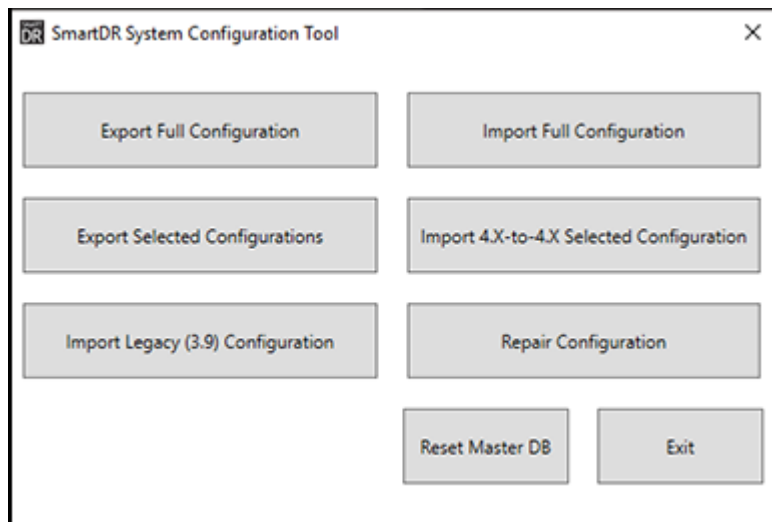 SMART
DR SmartDR System Configuration Tool
Export Full Configuration
Import Full Configuration
Export Selected Configurations
Import 4.X-to-4.X Selected Configuration
Import Legacy (3.9) Configuration
Repair Configuration
Reset Master DB
Exit